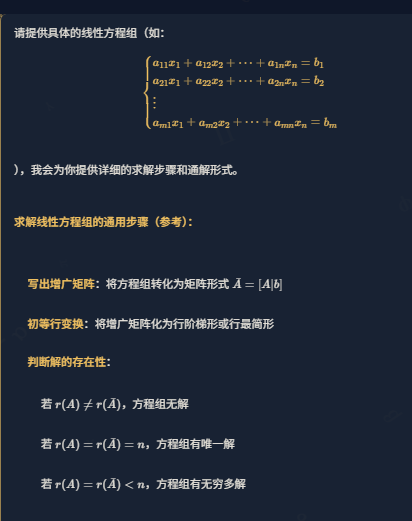 请提供具体的线性方程组（如：
a₁₁x₁ + a₁₂x₂ + ··· + a₁ₙxₙ = b₁
a₂₁x₁ + a₂₂x₂ + ··· + a₂ₙxₙ = b₂
⋮
aₘ₁x₁ + aₘ₂x₂ + ··· + aₘₙxₙ = bₘ
），我会为你提供详细的求解步骤和通解形式。
求解线性方程组的通用步骤（参考）：
写出增广矩阵：将方程组转化为矩阵形式 Ā = [A|b]
初等行变换：将增广矩阵化为行阶梯形或行最简形
判断解的存在性：
若 r(A) ≠ r(Ā)，方程组无解
若 r(A) = r(Ā) = n，方程组有唯一解
若 r(A) = r(Ā) < n，方程组有无穷多解